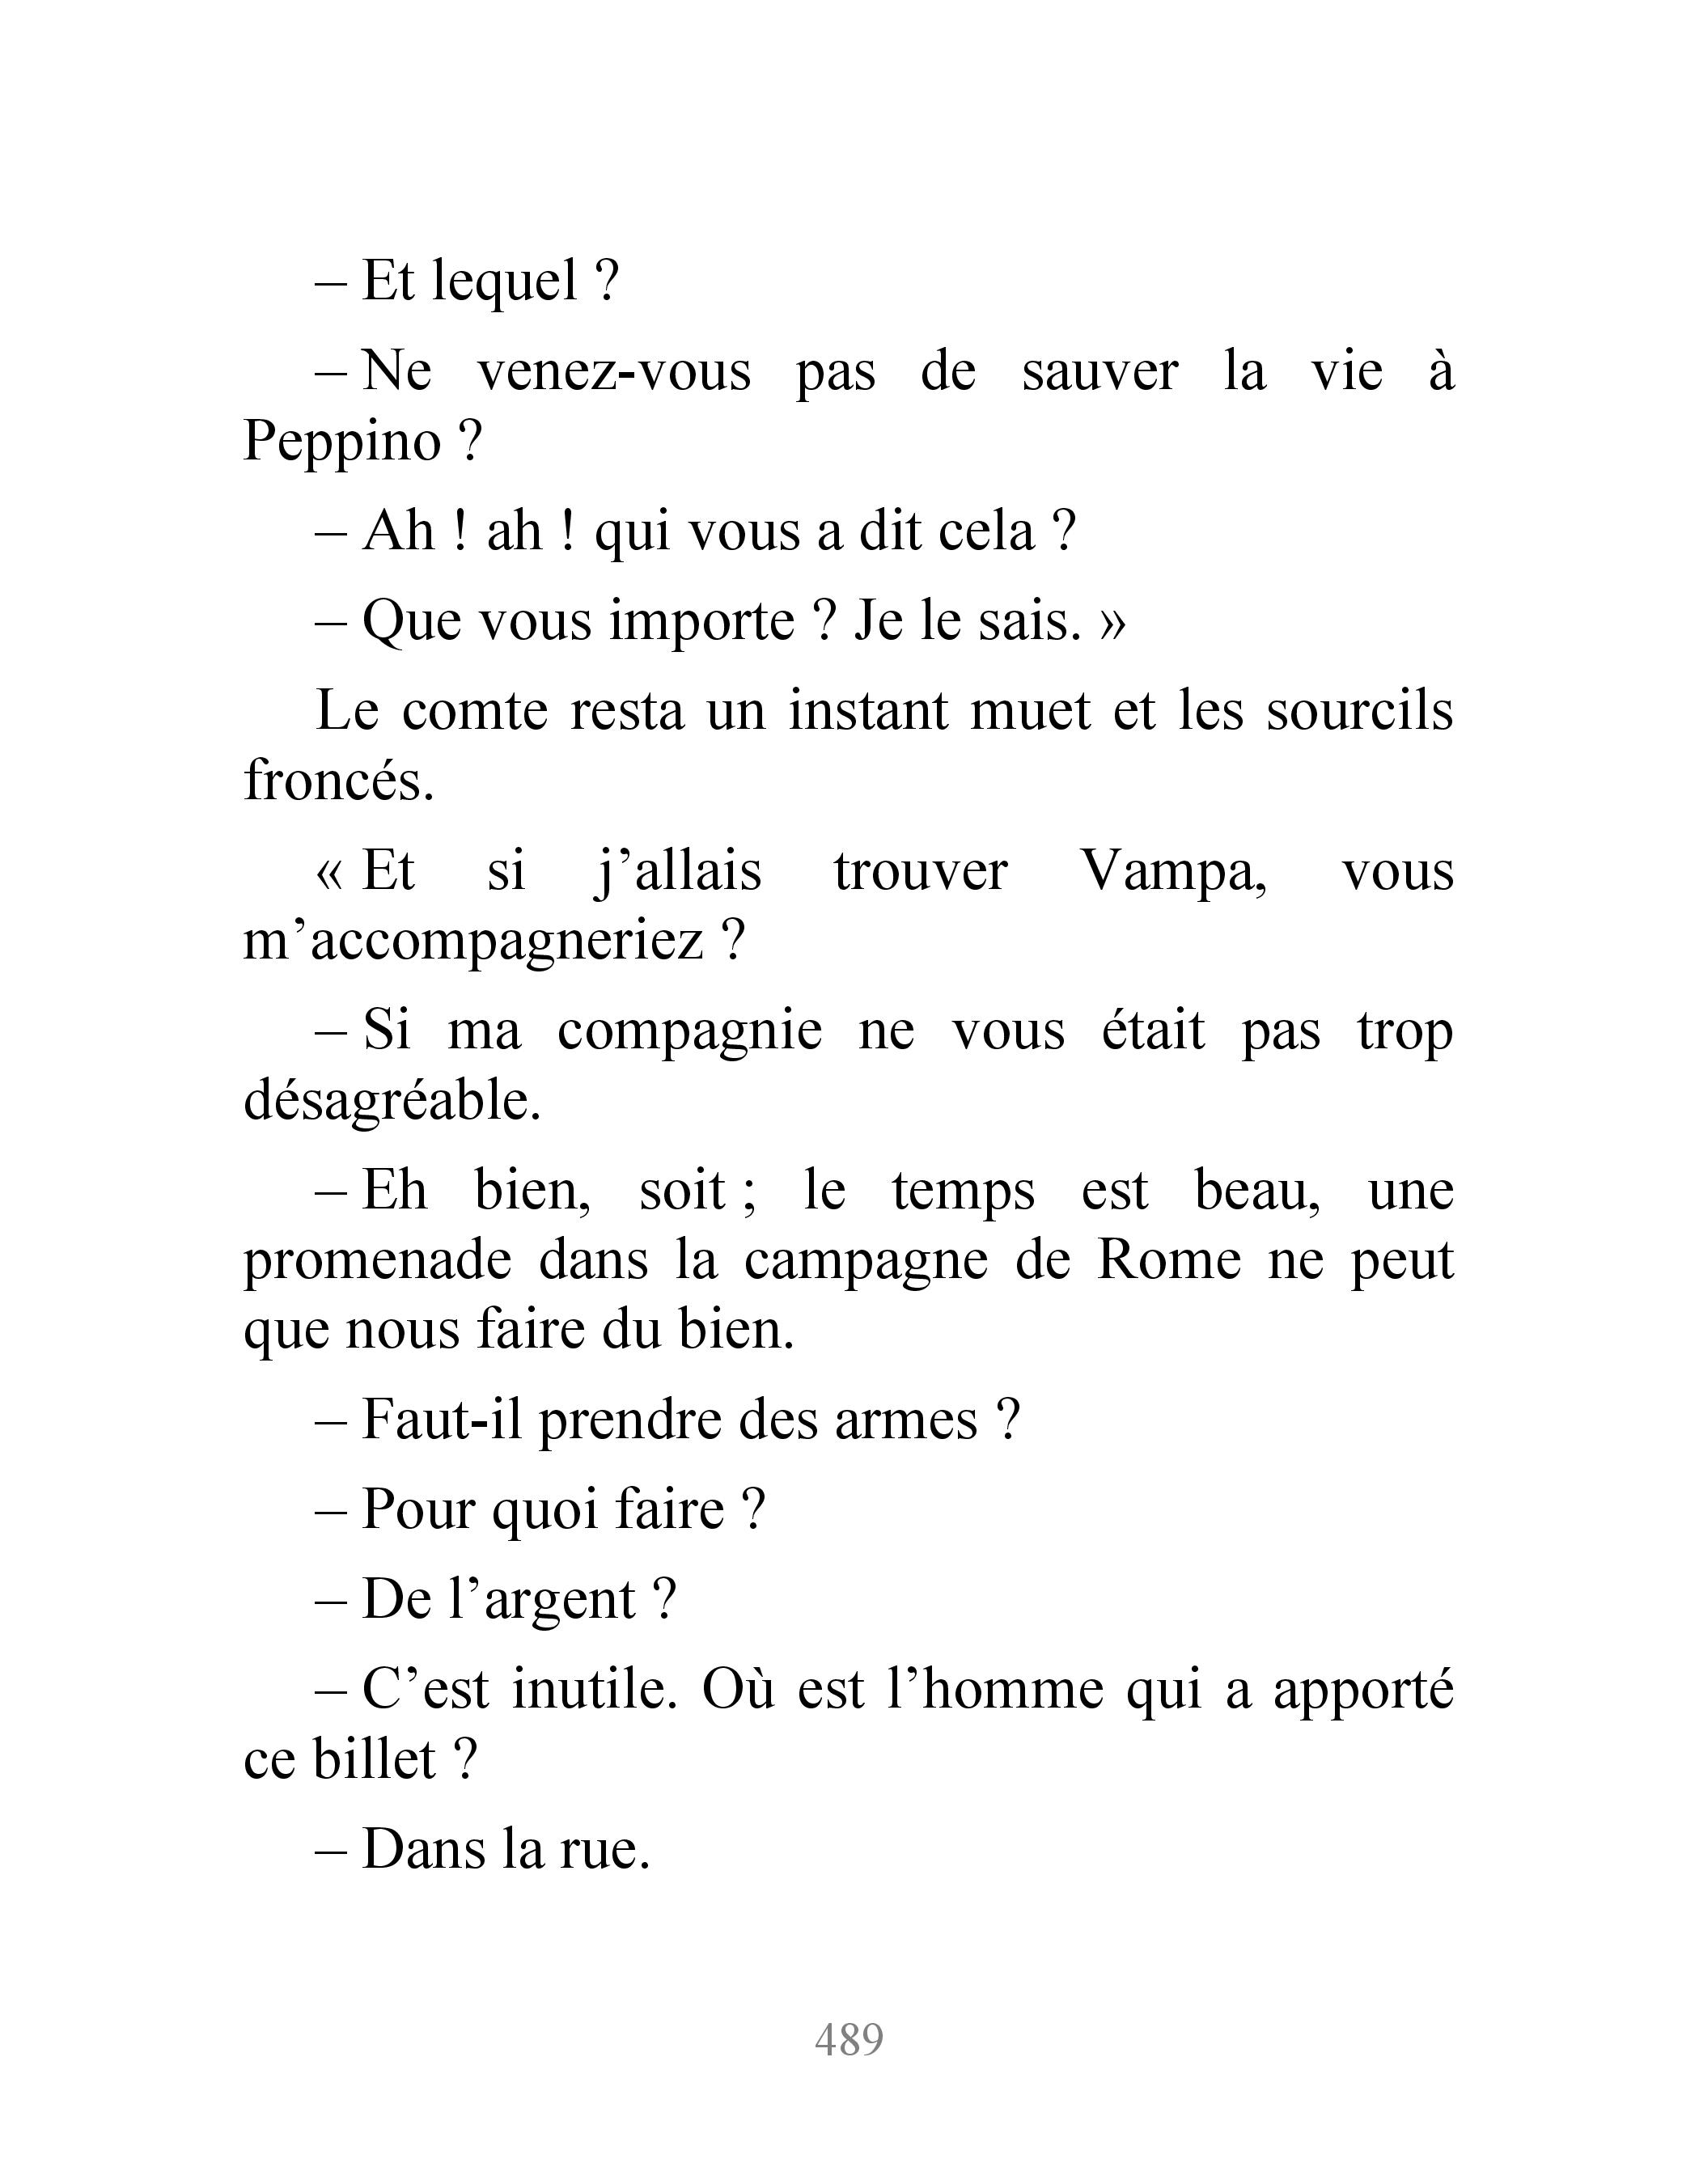 – Et lequel ?
– Ne venez-vous pas de sauver la vie à
Peppino ?
– Ah ! ah ! qui vous a dit cela ?
– Que vous importe ? Je le sais. »
Le comte resta un instant muet et les sourcils
froncés.
« Et si j’allais trouver Vampa, vous
m’accompagneriez ?
– Si ma compagnie ne vous était pas trop
désagréable.
– Eh bien, soit ; le temps est beau, une
promenade dans la campagne de Rome ne peut
que nous faire du bien.
– Faut-il prendre des armes ?
– Pour quoi faire ?
– De l’argent ?
– C’est inutile. Où est l’homme qui a apporté
ce billet ?
– Dans la rue.
489